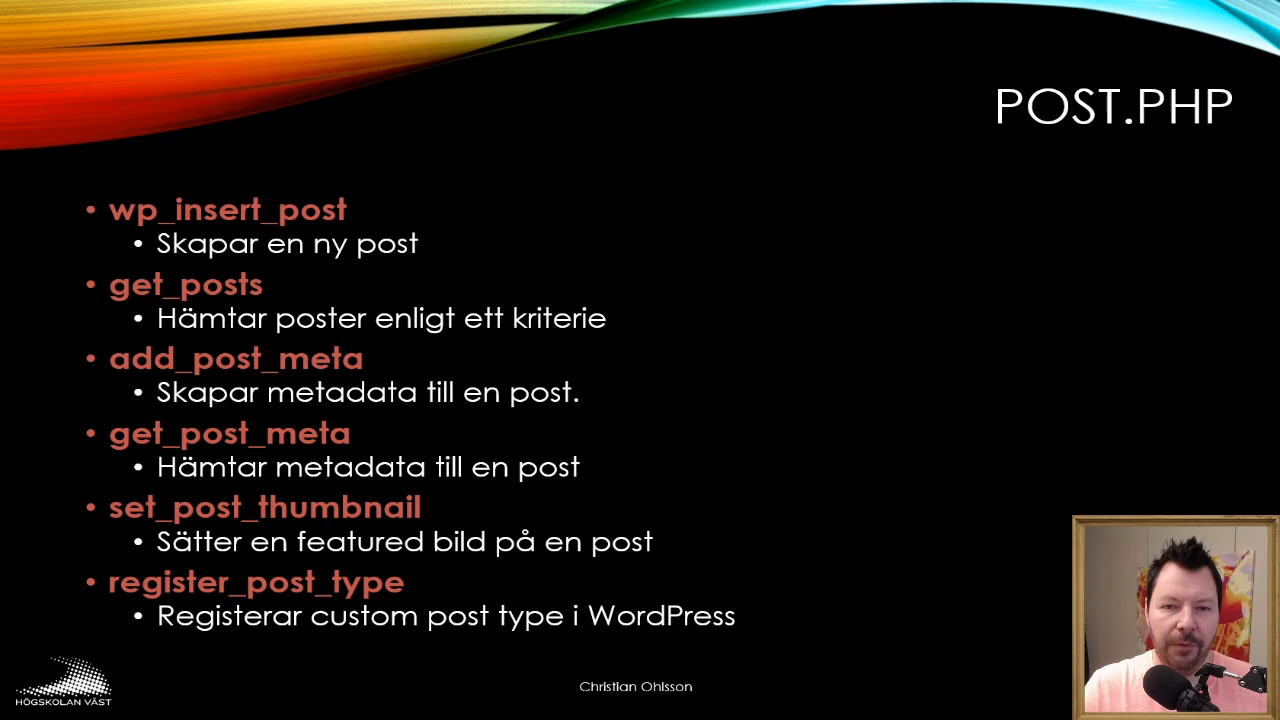 POST.PHP
• wp_insert_post
• Skapar en ny post
• get_posts
• Hämtar poster enligt ett kriterie
• add_post_meta
• Skapar metadata till en post.
• get_post_meta
• Hämtar metadata till en post
• set_post_thumbnail
• Sätter en featured bild på en post
• register_post_type
• Registerar custom post type i WordPress
HÖGSKOLAN VÄST
Christian Ohlsson